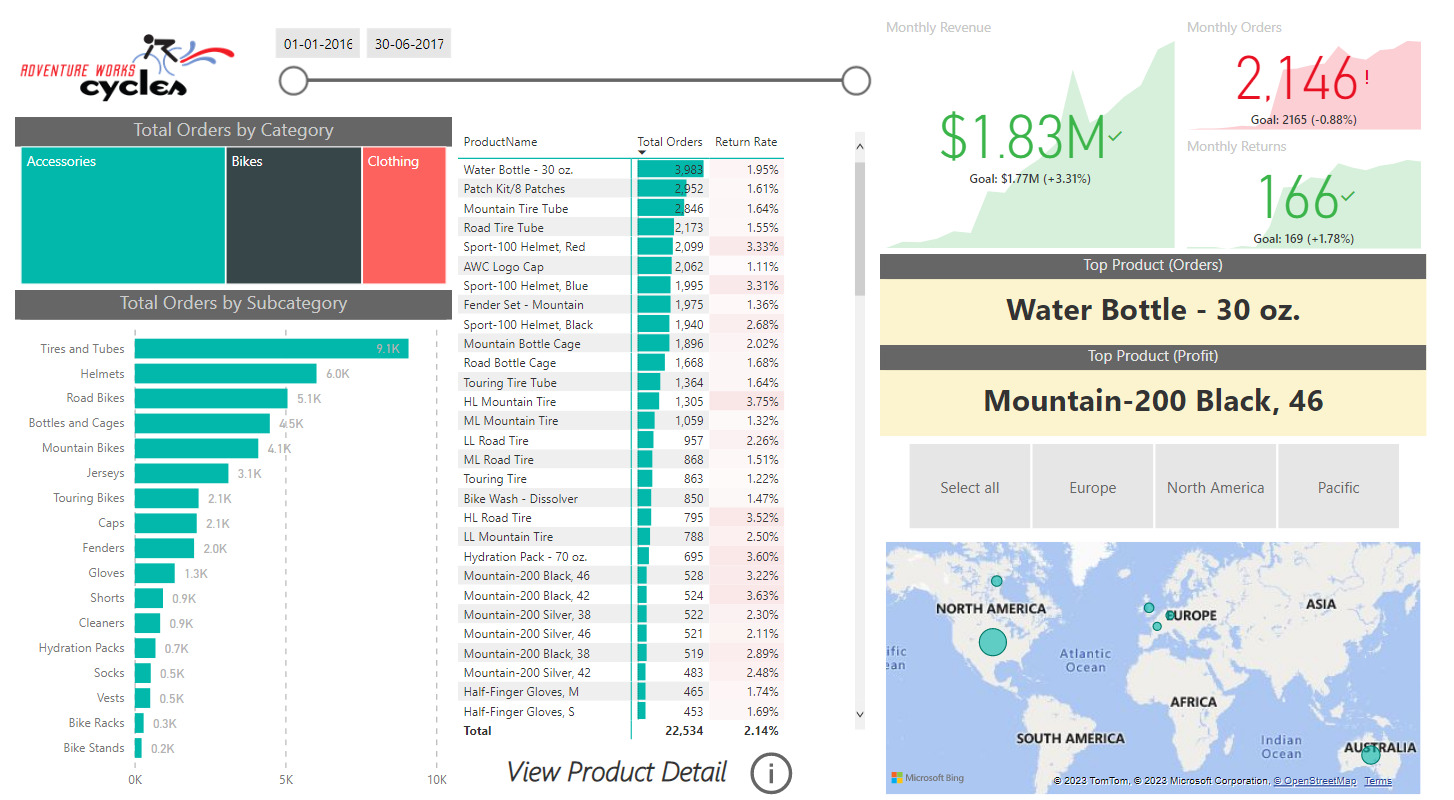 ADVENTURE WORKS
cycles
01-01-2016 30-06-2017
Total Orders by Category
Accessories Bikes Clothing
Total Orders by Subcategory
Tires and Tubes 9.1K
Helmets 6.0K
Road Bikes 5.1K
Bottles and Cages 4.5K
Mountain Bikes 4.1K
Jerseys 3.1K
Touring Bikes 2.1K
Caps 2.1K
Fenders 2.0K
Gloves 1.3K
Shorts 0.9K
Cleaners 0.9K
Hydration Packs 0.7K
Socks 0.5K
Vests 0.5K
Bike Racks 0.3K
Bike Stands 0.2K
0K 5K 10K
ProductName Total Orders Return Rate
Water Bottle - 30 oz. 3,983 1.95%
Patch Kit/8 Patches 2,952 1.61%
Mountain Tire Tube 2,846 1.64%
Road Tire Tube 2,173 1.55%
Sport-100 Helmet, Red 2,099 3.33%
AWC Logo Cap 2,062 1.11%
Sport-100 Helmet, Blue 1,995 3.31%
Fender Set - Mountain 1,975 1.36%
Sport-100 Helmet, Black 1,940 2.68%
Mountain Bottle Cage 1,896 2.02%
Road Bottle Cage 1,668 1.68%
Touring Tire Tube 1,364 1.64%
HL Mountain Tire 1,305 3.75%
ML Mountain Tire 1,059 1.32%
LL Road Tire 957 2.26%
ML Road Tire 868 1.51%
Touring Tire 863 1.22%
Bike Wash - Dissolver 850 1.47%
HL Road Tire 795 3.52%
LL Mountain Tire 788 2.50%
Hydration Pack - 70 oz. 695 3.60%
Mountain-200 Black, 46 528 3.22%
Mountain-200 Black, 42 524 3.63%
Mountain-200 Silver, 38 522 2.30%
Mountain-200 Silver, 46 521 2.11%
Mountain-200 Black, 38 519 2.89%
Mountain-200 Silver, 42 483 2.48%
Half-Finger Gloves, M 465 1.74%
Half-Finger Gloves, S 453 1.69%
Total 22,534 2.14%
View Product Detail i
Monthly Revenue
$1.83M
Goal: $1.77M (+3.31%)
Monthly Orders
2,146!
Goal: 2165 (-0.88%)
Monthly Returns
166
Goal: 169 (+1.78%)
Top Product (Orders)
Water Bottle - 30 oz.
Top Product (Profit)
Mountain-200 Black, 46
Select all Europe North America Pacific
NORTH AMERICA
EUROPE
ASIA
ific
ean
Atlantic
Ocean
AFRICA
SOUTH AMERICA
Indian
Ocean
AUSTRALIA
Microsoft Bing
© 2023 TomTom, © 2023 Microsoft Corporation, © OpenStreetMap Terms